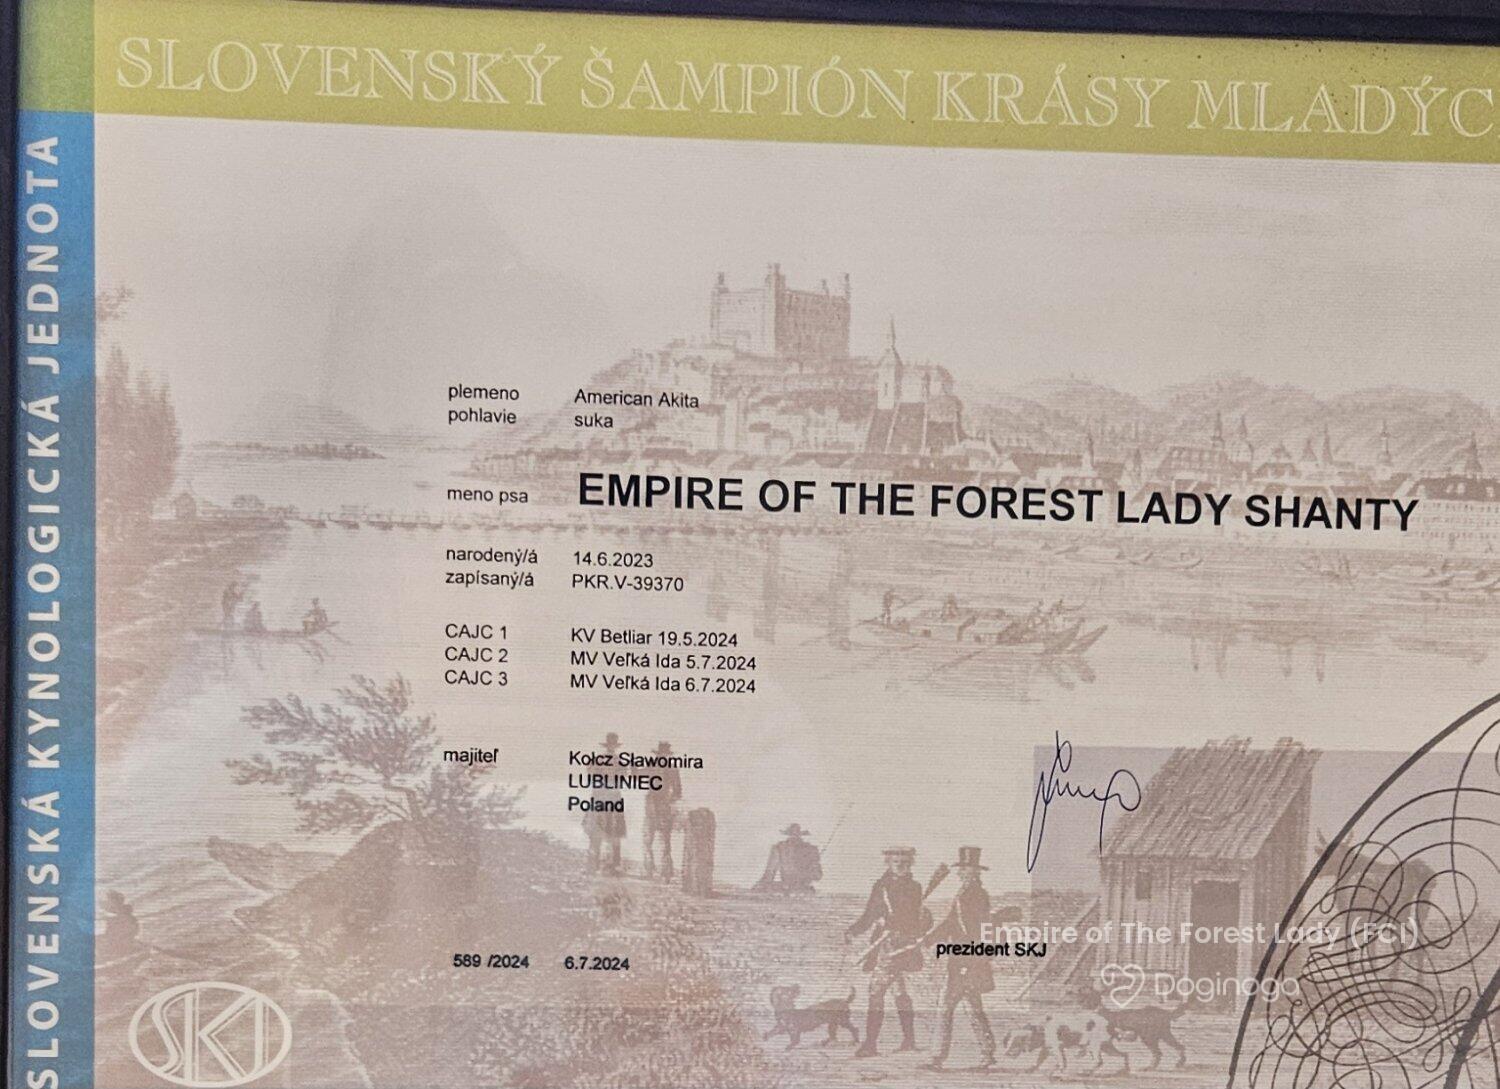 SLOVENSKÝ ŠAMPIÓN KRÁSY MLADÝC
SLOVENSKÁ KYNOLOGICKÁ JEDNOTA
plemeno American Akita
pohlavie suka
meno psa EMPIRE OF THE FOREST LADY SHANTY
narodený/á 14.6.2023
zapísaný/á PKR.V-39370
CAJC 1 KV Betliar 19.5.2024
CAJC 2 MV Veľká Ida 5.7.2024
CAJC 3 MV Veľká Ida 6.7.2024
majiteľ Kołcz Sławomira
LUBLINIEC
Poland
Empire of The Forest Lady (FCI)
prezident SKJ
589 /2024 6.7.2024
Doginoga
SKJ